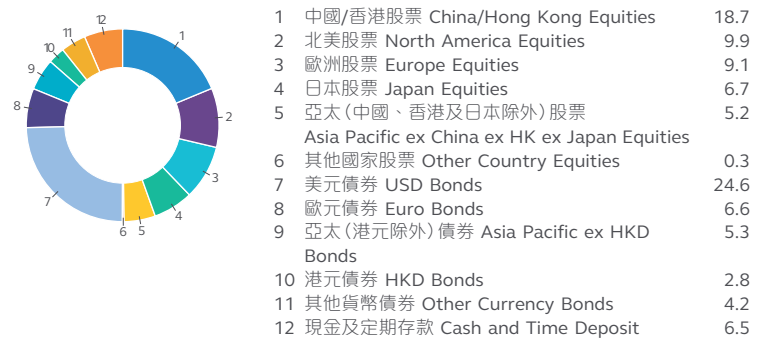 1 中國/香港股票 China/Hong Kong Equities 18.7
2 北美股票 North America Equities 9.9
3 歐洲股票 Europe Equities 9.1
4 日本股票 Japan Equities 6.7
5 亞太(中國、香港及日本除外)股票 5.2
Asia Pacific ex China ex HK ex Japan Equities
6 其他國家股票 Other Country Equities 0.3
7 美元債券 USD Bonds 24.6
8 歐元債券 Euro Bonds 6.6
9 亞太(港元除外)債券 Asia Pacific ex HKD 5.3
Bonds
10 港元債券 HKD Bonds 2.8
11 其他貨幣債券 Other Currency Bonds 4.2
12 現金及定期存款 Cash and Time Deposit 6.5
1
2
3
4
5
6
7
8
9
10
11
12